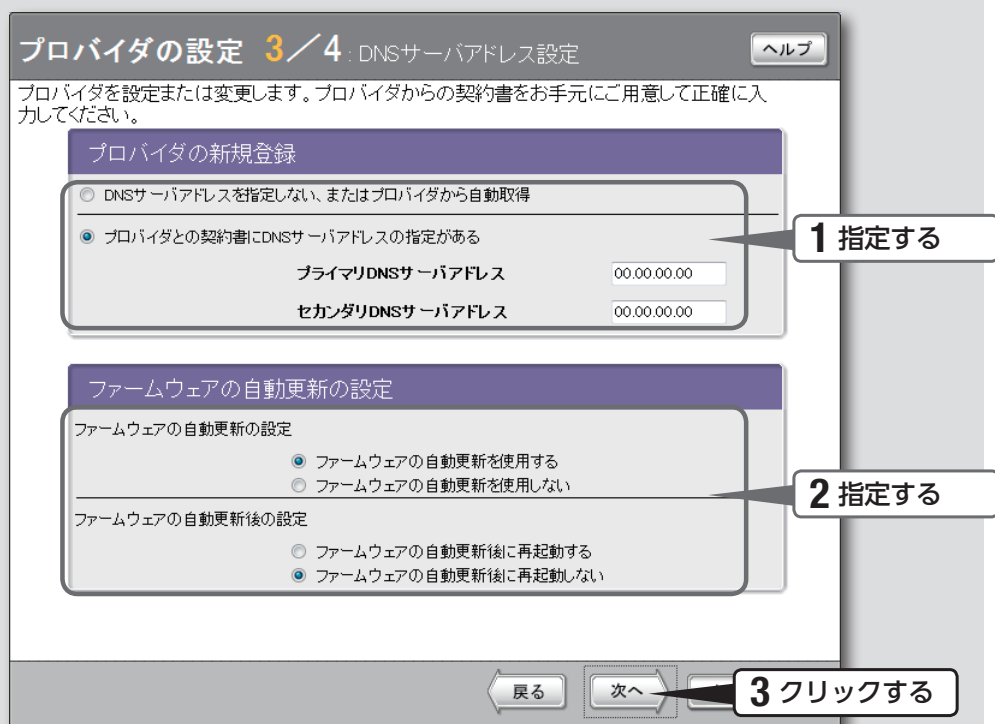 プロバイダの設定 3／4 : DNSサーバアドレス設定
ヘルプ
プロバイダを設定または変更します。プロバイダからの契約書をお手元にご用意して正確に入
力してください。
プロバイダの新規登録
DNSサーバアドレスを指定しない、またはプロバイダから自動取得
プロバイダとの契約書にDNSサーバアドレスの指定がある
プライマリDNSサーバアドレス 00.00.00.00
セカンダリDNSサーバアドレス 00.00.00.00
1 指定する
ファームウェアの自動更新の設定
ファームウェアの自動更新の設定
ファームウェアの自動更新を使用する
ファームウェアの自動更新を使用しない
2 指定する
ファームウェアの自動更新後の設定
ファームウェアの自動更新後に再起動する
ファームウェアの自動更新後に再起動しない
戻る
次へ
3 クリックする